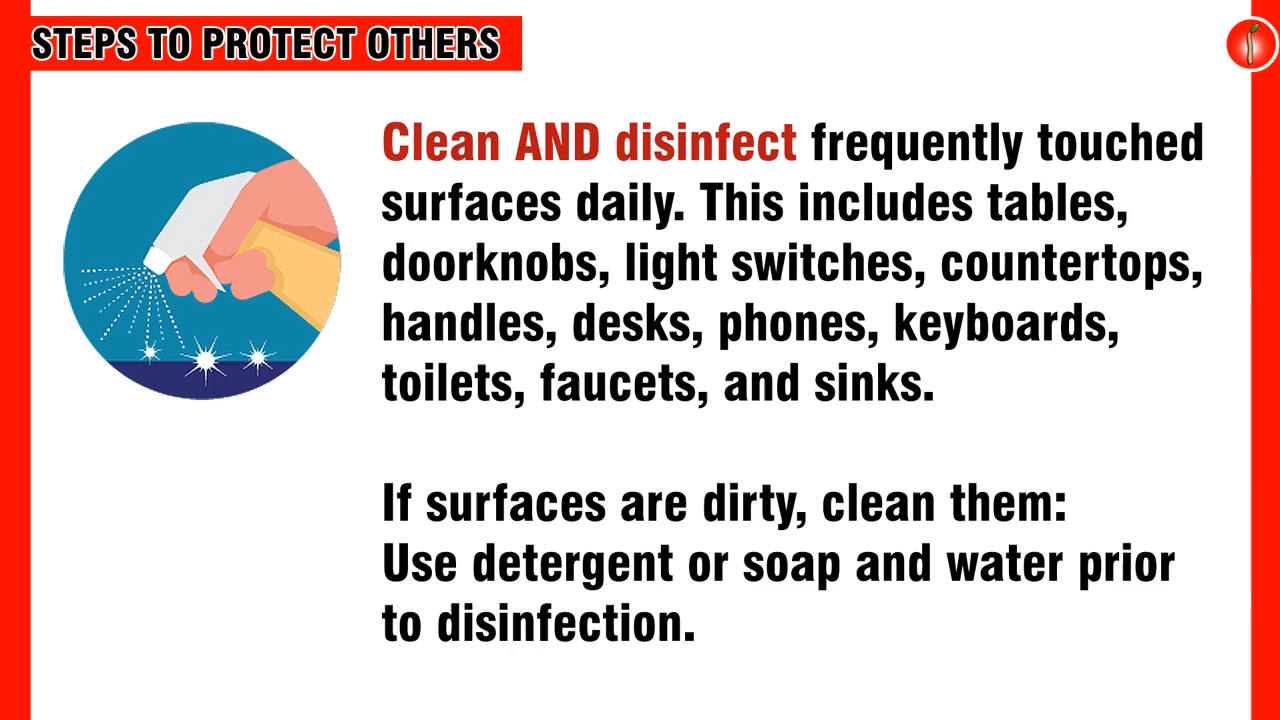 STEPS TO PROTECT OTHERS
Clean AND disinfect frequently touched
surfaces daily. This includes tables,
doorknobs, light switches, countertops,
handles, desks, phones, keyboards,
toilets, faucets, and sinks.
If surfaces are dirty, clean them:
Use detergent or soap and water prior
to disinfection.